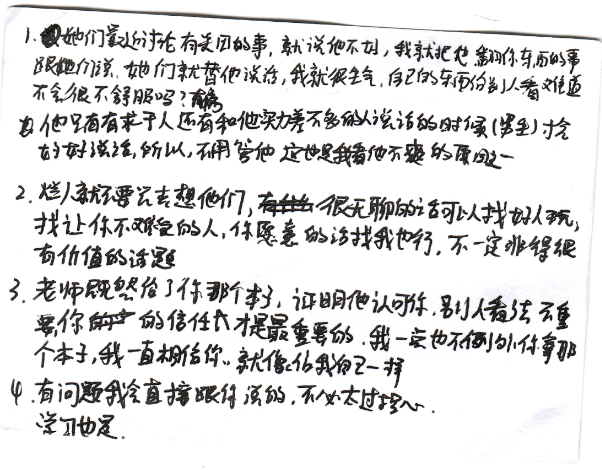 1. 她们最近讨论有关因的事，就说他不对，我就把他翻你东西的事
跟她们说，她们就替他说话，我就很生气，自己的东西给别人看又难道
不会很不舒服吗？有病
他只有有求于人还有和他实力差不多的人说话的时候（男生）才会
好好说话，所以，不用管他 这也是我看他不爽的原因之一
2. 烂人就不要去想他们，很无聊的话可以找好人玩，
找让你不难受的人，你愿意的话找我也行，不一定非得很
有价值的话题
3. 老师既然给了你那个本子，证明他认可你，别人看法不重
要，你的信任才是最重要的，我一定也不例外，你拿那
个本子，我一直相信你，就像信我自己一样
4. 有问题我会直接跟你说的，不必太过担心.
学习也是.